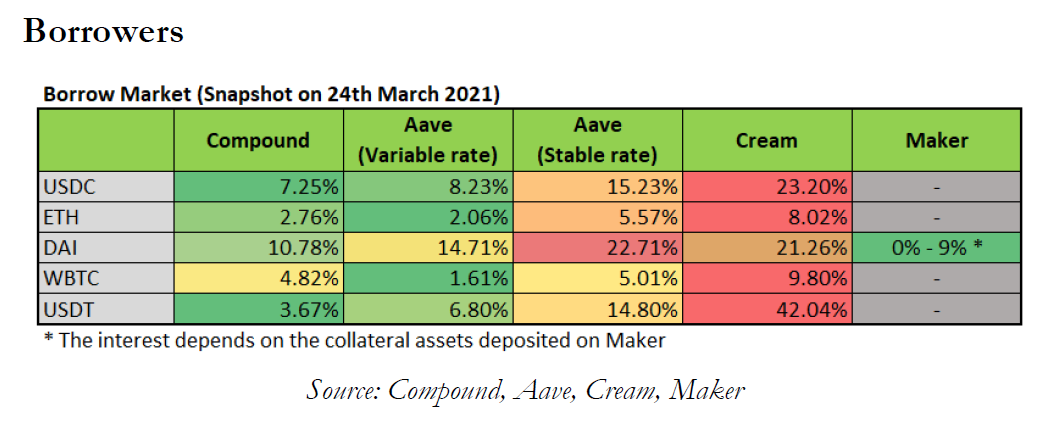 Borrowers
Borrow Market (Snapshot on 24th March 2021)
Compound Aave (Variable rate) Aave (Stable rate) Cream Maker
USDC 7.25% 8.23% 15.23% 23.20% -
ETH 2.76% 2.06% 5.57% 8.02% -
DAI 10.78% 14.71% 22.71% 21.26% 0% - 9% *
WBTC 4.82% 1.61% 5.01% 9.80% -
USDT 3.67% 6.80% 14.80% 42.04% -
* The interest depends on the collateral assets deposited on Maker
Source: Compound, Aave, Cream, Maker